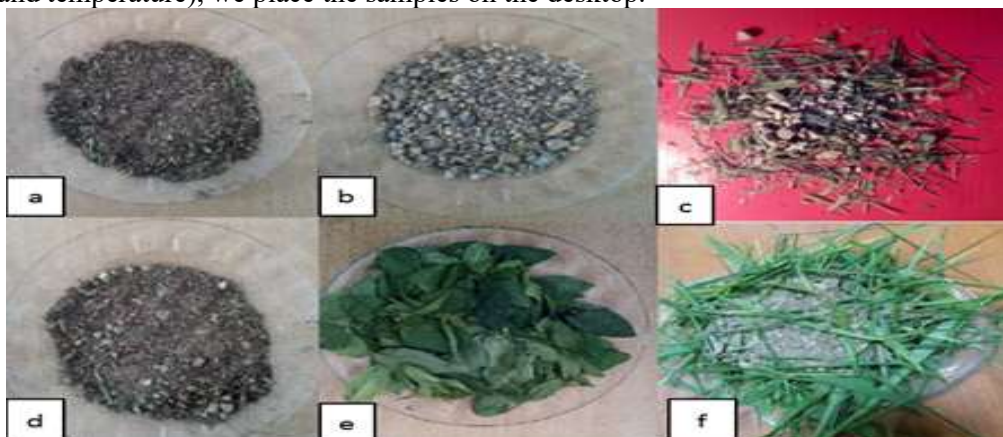 and temperature), we place the samples on the desktop.
a b c
d e f